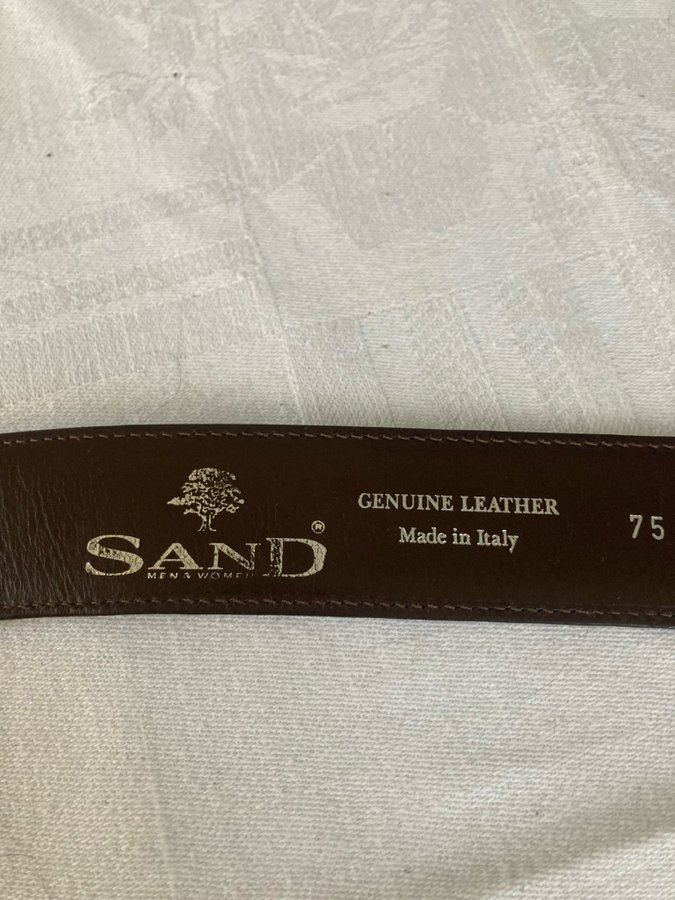 SAND®
MEN & WOMEN
GENUINE LEATHER
Made in Italy
75